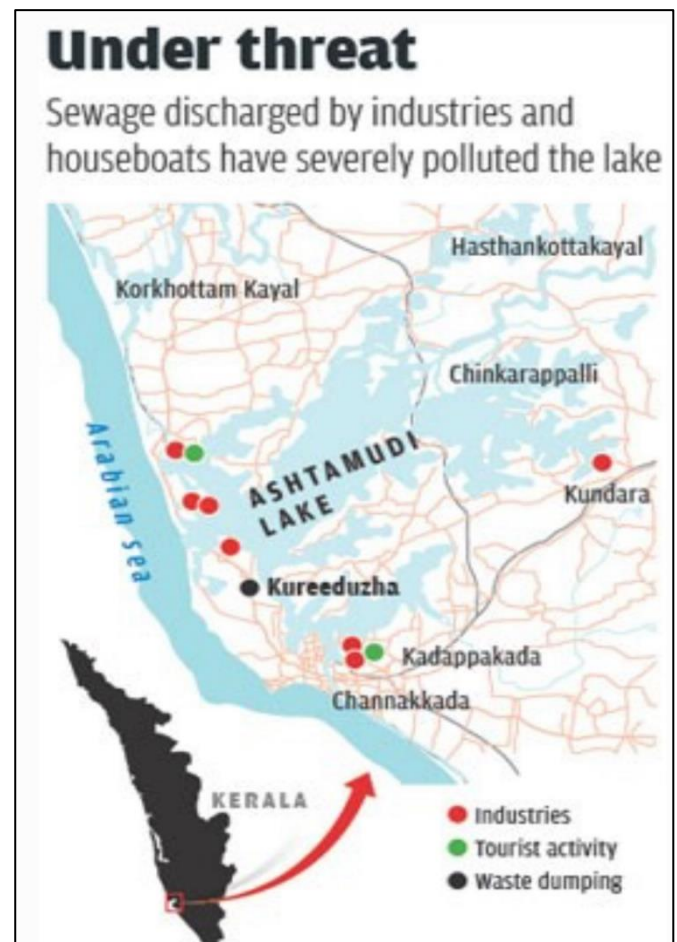 Under threat
Sewage discharged by industries and
houseboats have severely polluted the lake
Hasthankottakayal
Korkhottam Kayal
Chinkarappalli
Arabian sea
ASHTAMUDI
LAKE
Kundara
Kureeduzha
Kadappakada
Channakkada
KERALA
Industries
Tourist activity
Waste dumping